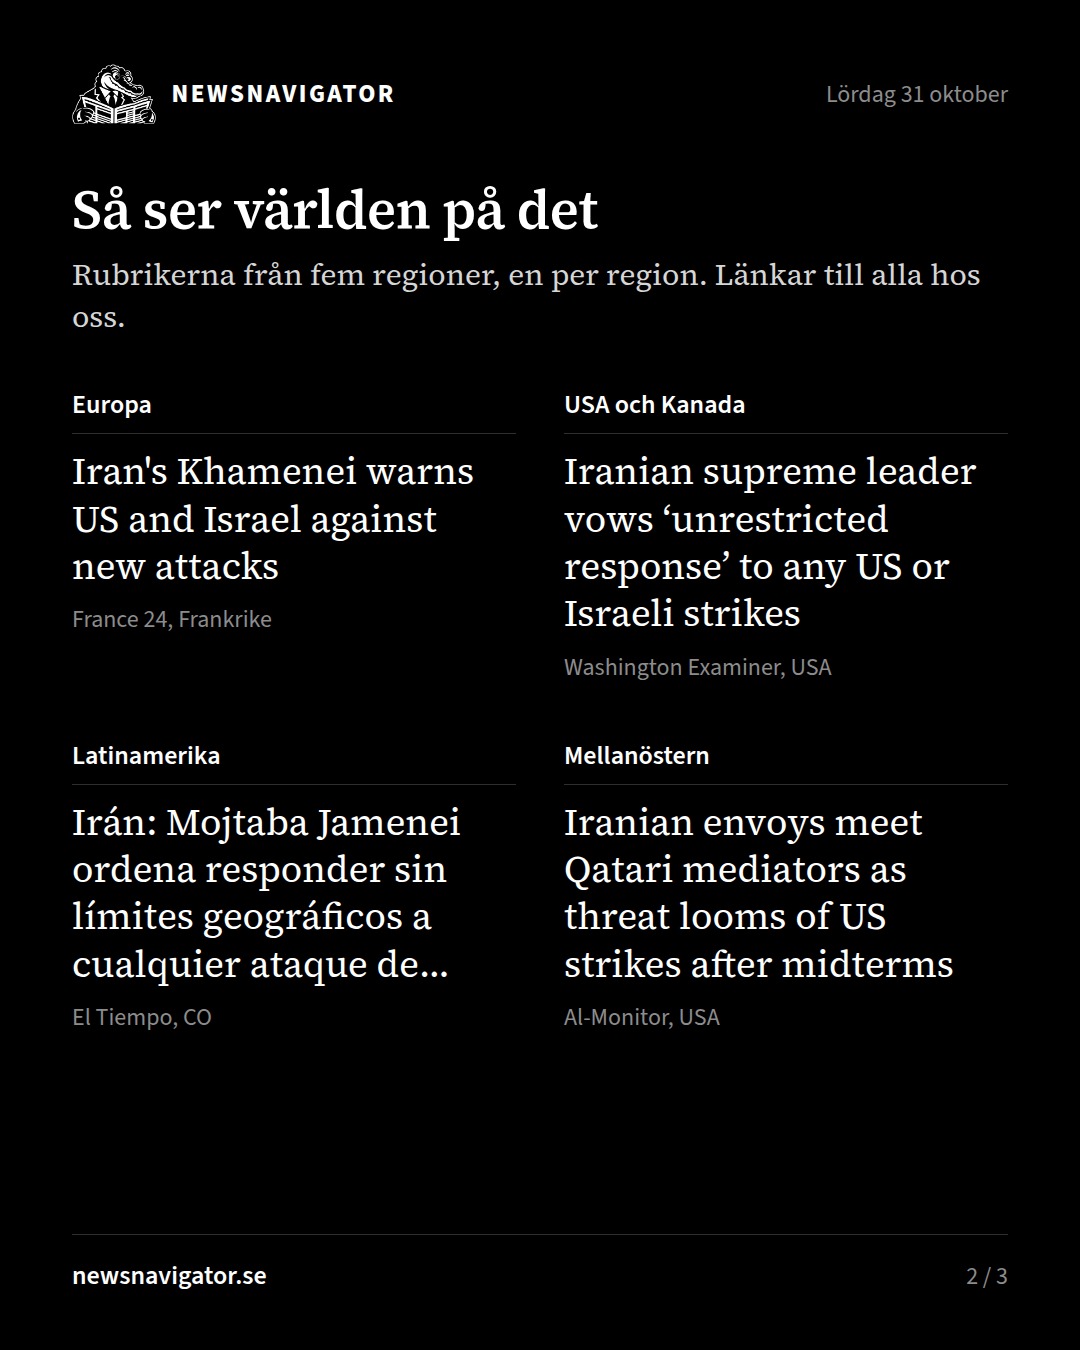 NEWSNAVIGATOR
Lördag 31 oktober
Så ser världen på det
Rubrikerna från fem regioner, en per region. Länkar till alla hos
oss.
Europa
Iran's Khamenei warns
US and Israel against
new attacks
France 24, Frankrike
USA och Kanada
Iranian supreme leader
vows ‘unrestricted
response’ to any US or
Israeli strikes
Washington Examiner, USA
Latinamerika
Irán: Mojtaba Jamenei
ordena responder sin
límites geográficos a
cualquier ataque de...
El Tiempo, CO
Mellanöstern
Iranian envoys meet
Qatari mediators as
threat looms of US
strikes after midterms
Al-Monitor, USA
newsnavigator.se
2 / 3